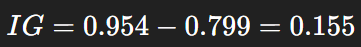 IG = 0.954 − 0.799 = 0.155